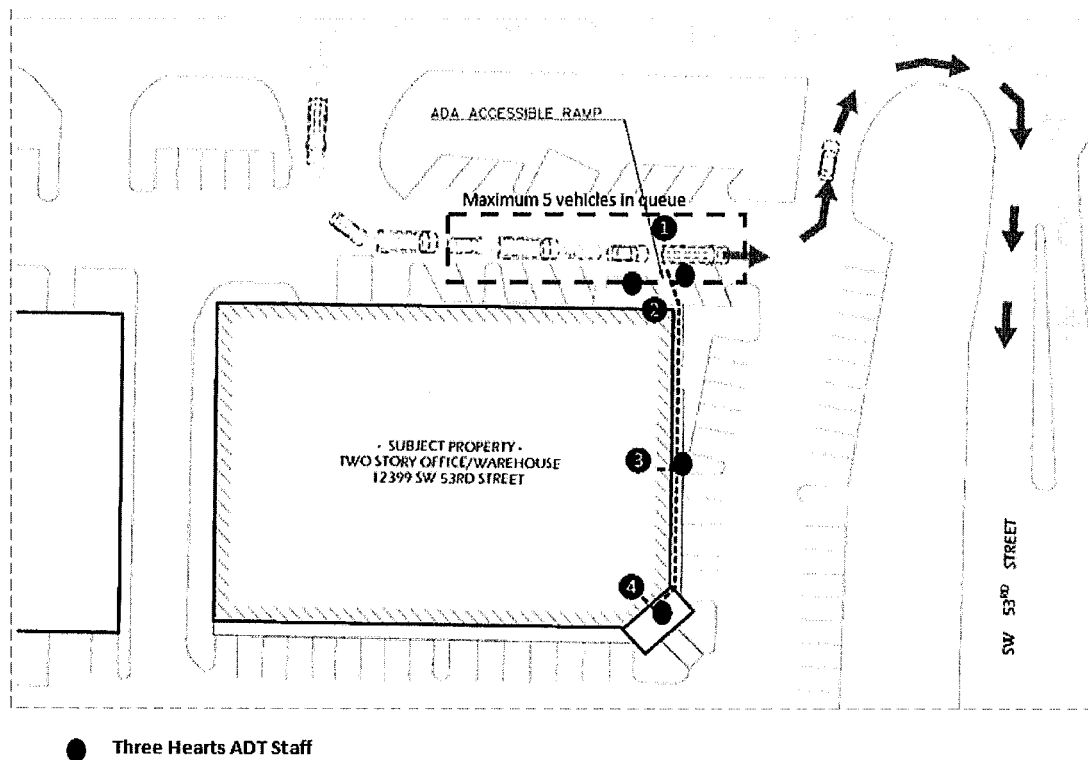 ADA ACCESSIBLE RAMP
Maximum 5 vehicles in queue
1
2
- SUBJECT PROPERTY -
TWO STORY OFFICE/WAREHOUSE
12399 SW 53RD STREET
3
4
SW 53RD STREET
Three Hearts ADT Staff